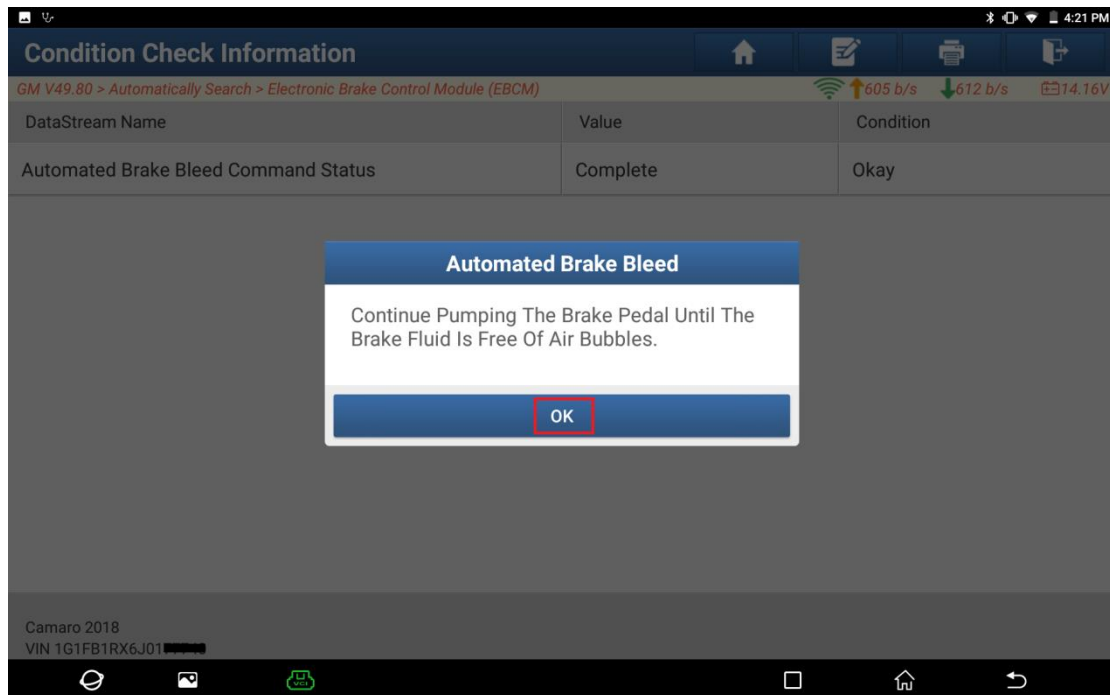 4:21 PM
Condition Check Information
GM V49.80 > Automatically Search > Electronic Brake Control Module (EBCM) 605 b/s 612 b/s 14.16V
DataStream Name Value Condition
Automated Brake Bleed Command Status Complete Okay
Automated Brake Bleed
Continue Pumping The Brake Pedal Until The
Brake Fluid Is Free Of Air Bubbles.
OK
Camaro 2018
VIN 1G1FB1RX6J01
VCI